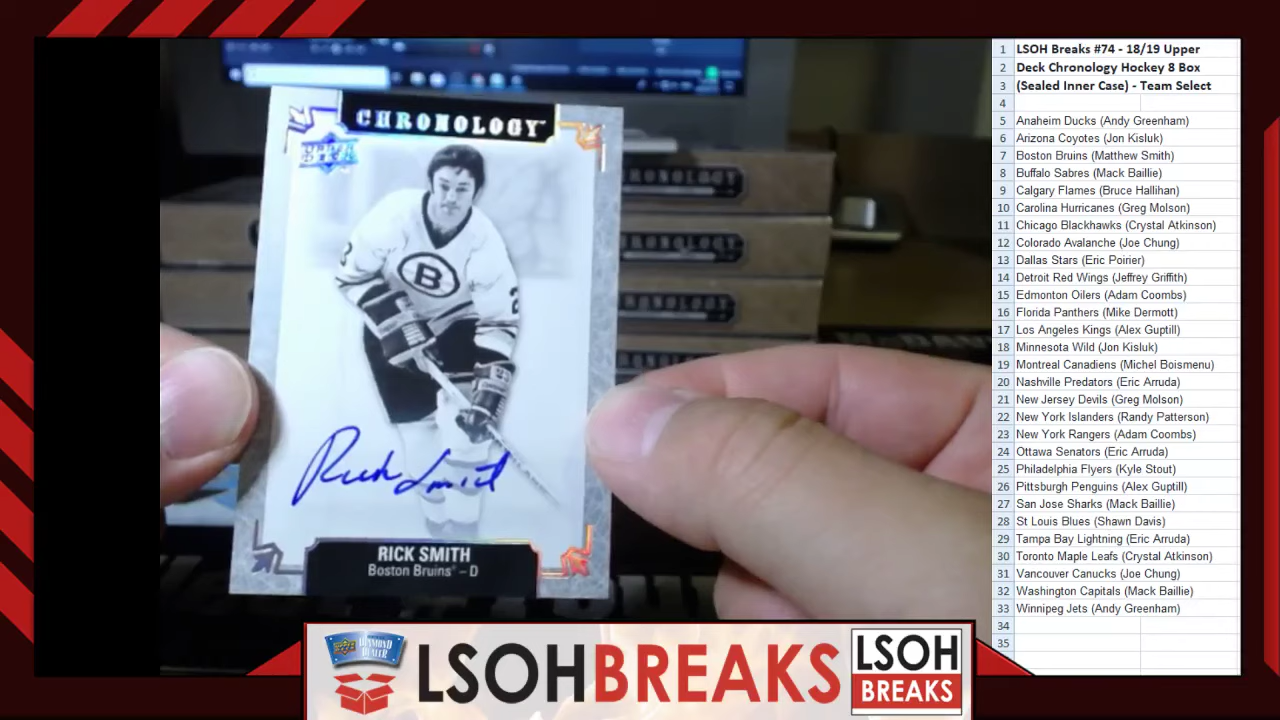 CHRONOLOGY
B
2
Rick Smith
RICK SMITH
Boston Bruins® – D
CHRONOLOGY
CHRONOLOGY
CHRONOLOGY
1 LSOH Breaks #74 - 18/19 Upper
2 Deck Chronology Hockey 8 Box
3 (Sealed Inner Case) - Team Select
4
5 Anaheim Ducks (Andy Greenham)
6 Arizona Coyotes (Jon Kisluk)
7 Boston Bruins (Matthew Smith)
8 Buffalo Sabres (Mack Baillie)
9 Calgary Flames (Bruce Hallihan)
10 Carolina Hurricanes (Greg Molson)
11 Chicago Blackhawks (Crystal Atkinson)
12 Colorado Avalanche (Joe Chung)
13 Dallas Stars (Eric Poirier)
14 Detroit Red Wings (Jeffrey Griffith)
15 Edmonton Oilers (Adam Coombs)
16 Florida Panthers (Mike Dermott)
17 Los Angeles Kings (Alex Guptill)
18 Minnesota Wild (Jon Kisluk)
19 Montreal Canadiens (Michel Boismenu)
20 Nashville Predators (Eric Arruda)
21 New Jersey Devils (Greg Molson)
22 New York Islanders (Randy Patterson)
23 New York Rangers (Adam Coombs)
24 Ottawa Senators (Eric Arruda)
25 Philadelphia Flyers (Kyle Stout)
26 Pittsburgh Penguins (Alex Guptill)
27 San Jose Sharks (Mack Baillie)
28 St Louis Blues (Shawn Davis)
29 Tampa Bay Lightning (Eric Arruda)
30 Toronto Maple Leafs (Crystal Atkinson)
31 Vancouver Canucks (Joe Chung)
32 Washington Capitals (Mack Baillie)
33 Winnipeg Jets (Andy Greenham)
34
35
DIAMOND
DEALER
LSOHBREAKS
LSOH
BREAKS